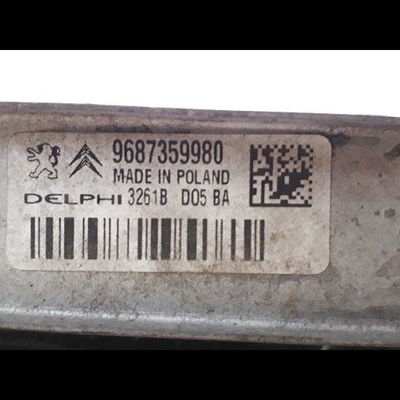 9687359980
MADE IN POLAND
DELPHI 3261B D05 BA